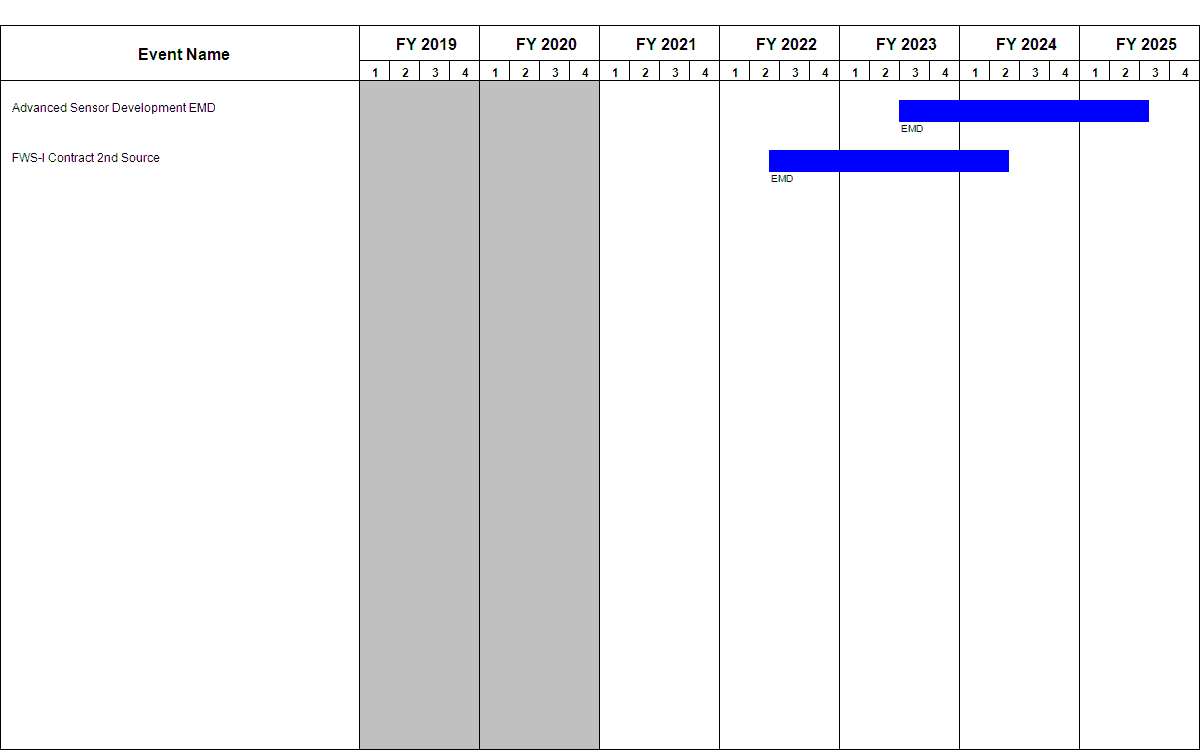 Event Name
FY 2019 FY 2020 FY 2021 FY 2022 FY 2023 FY 2024 FY 2025
1 2 3 4 1 2 3 4 1 2 3 4 1 2 3 4 1 2 3 4 1 2 3 4 1 2 3 4
Advanced Sensor Development EMD
EMD
FWS-I Contract 2nd Source
EMD